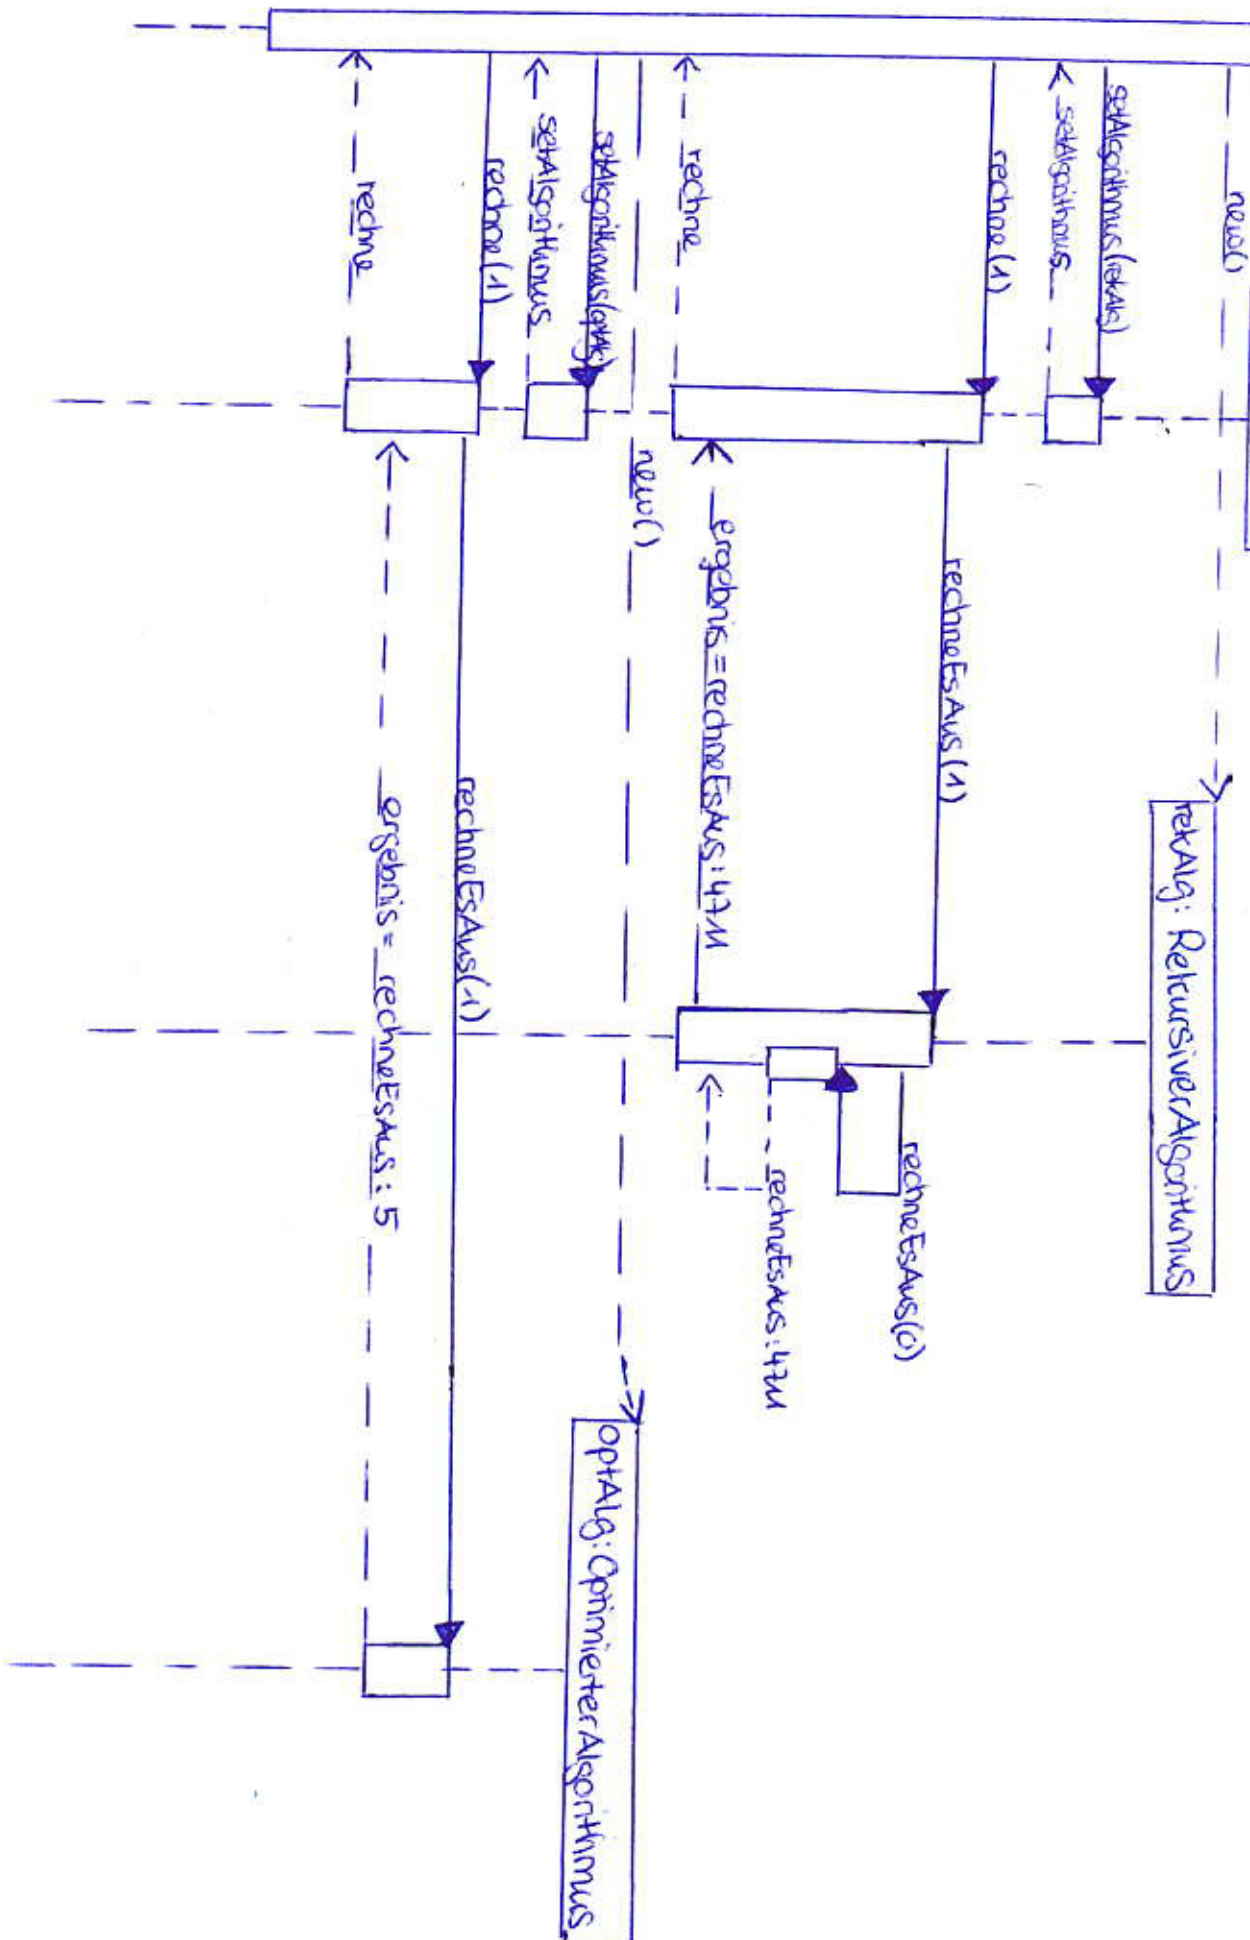 new()
rekAlg: RekursiverAlgorithmus
setAlgorithmus(rekAlg)
setAlgorithmus
rechne(1)
rechneEsAus(1)
rechneEsAus(0)
rechneEsAus:4711
ergebnis=rechneEsAus:4711
rechne
new()
optAlg:OptimierterAlgorithmus
setAlgorithmus(optAlg)
setAlgorithmus
rechne(1)
rechneEsAus(1)
ergebnis= rechneEsAus: 5
rechne